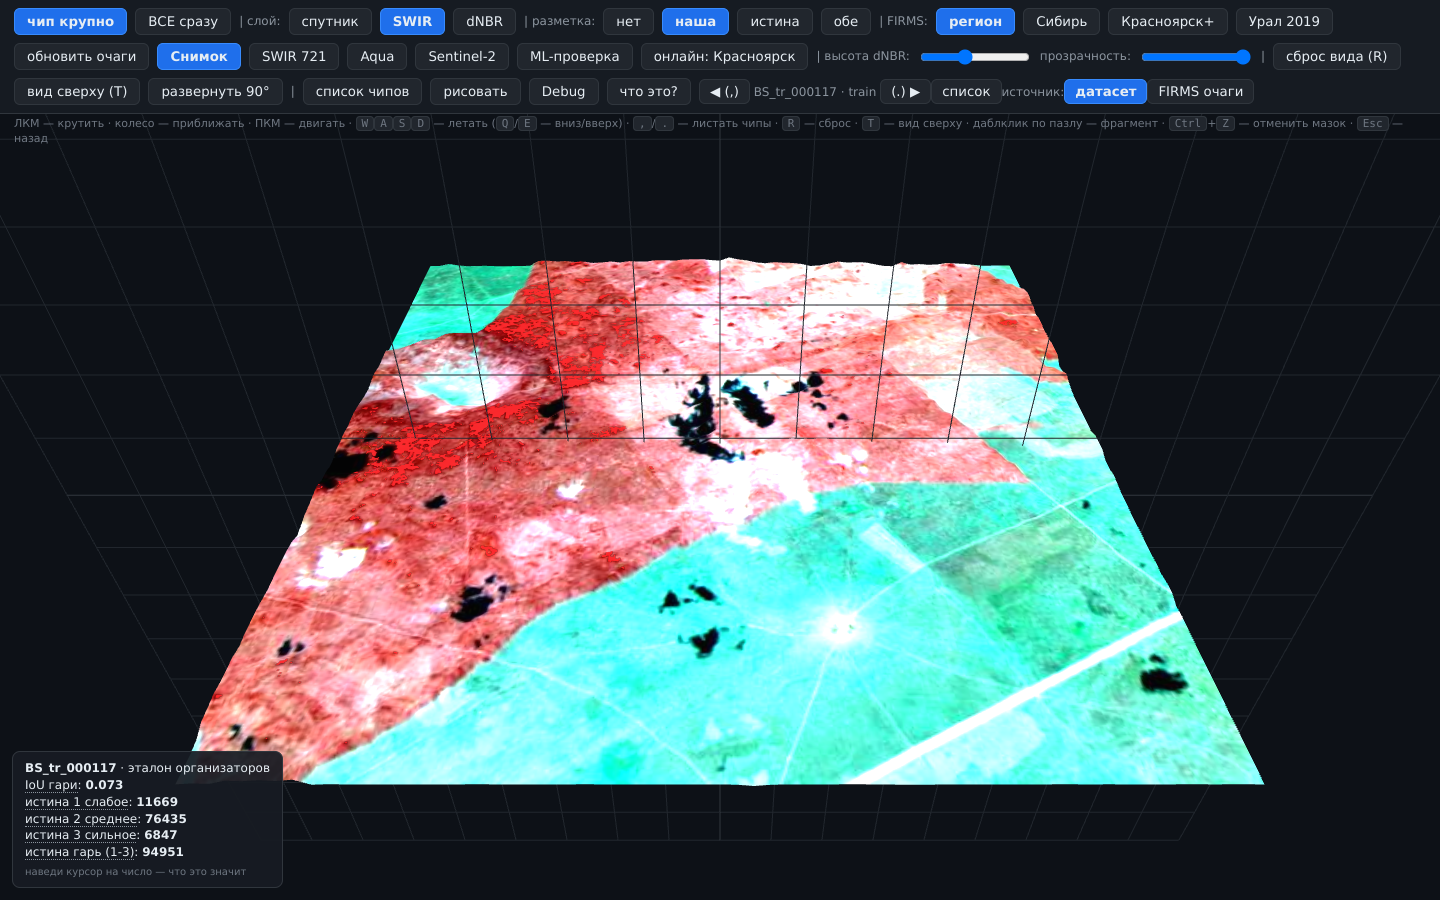 чип крупно ВСЕ сразу | слой: спутник SWIR dNBR | разметка: нет наша истина обе | FIRMS: регион Сибирь Красноярск+ Урал 2019
обновить очаги Снимок SWIR 721 Aqua Sentinel-2 ML-проверка онлайн: Красноярск | высота dNBR: прозрачность: | сброс вида (R)
вид сверху (T) развернуть 90° | список чипов рисовать Debug что это? ◀ (,) BS_tr_000117 · train (.) ▶ список источник: датасет FIRMS очаги
ЛКМ — крутить · колесо — приближать · ПКМ — двигать · W A S D — летать (Q/E — вниз/вверх) · ,/. — листать чипы · R — сброс · T — вид сверху · даблклик по пазлу — фрагмент · Ctrl+Z — отменить мазок · Esc —
назад
BS_tr_000117 · эталон организаторов
IoU гари: 0.073
истина 1 слабое: 11669
истина 2 среднее: 76435
истина 3 сильное: 6847
истина гарь (1-3): 94951
наведи курсор на число — что это значит